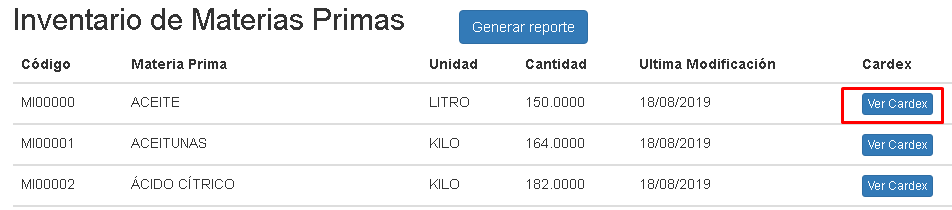 Inventario de Materias Primas Generar reporte
Código Materia Prima Unidad Cantidad Ultima Modificación Cardex
MI00000 ACEITE LITRO 150.0000 18/08/2019 Ver Cardex
MI00001 ACEITUNAS KILO 164.0000 18/08/2019 Ver Cardex
MI00002 ÁCIDO CÍTRICO KILO 182.0000 18/08/2019 Ver Cardex